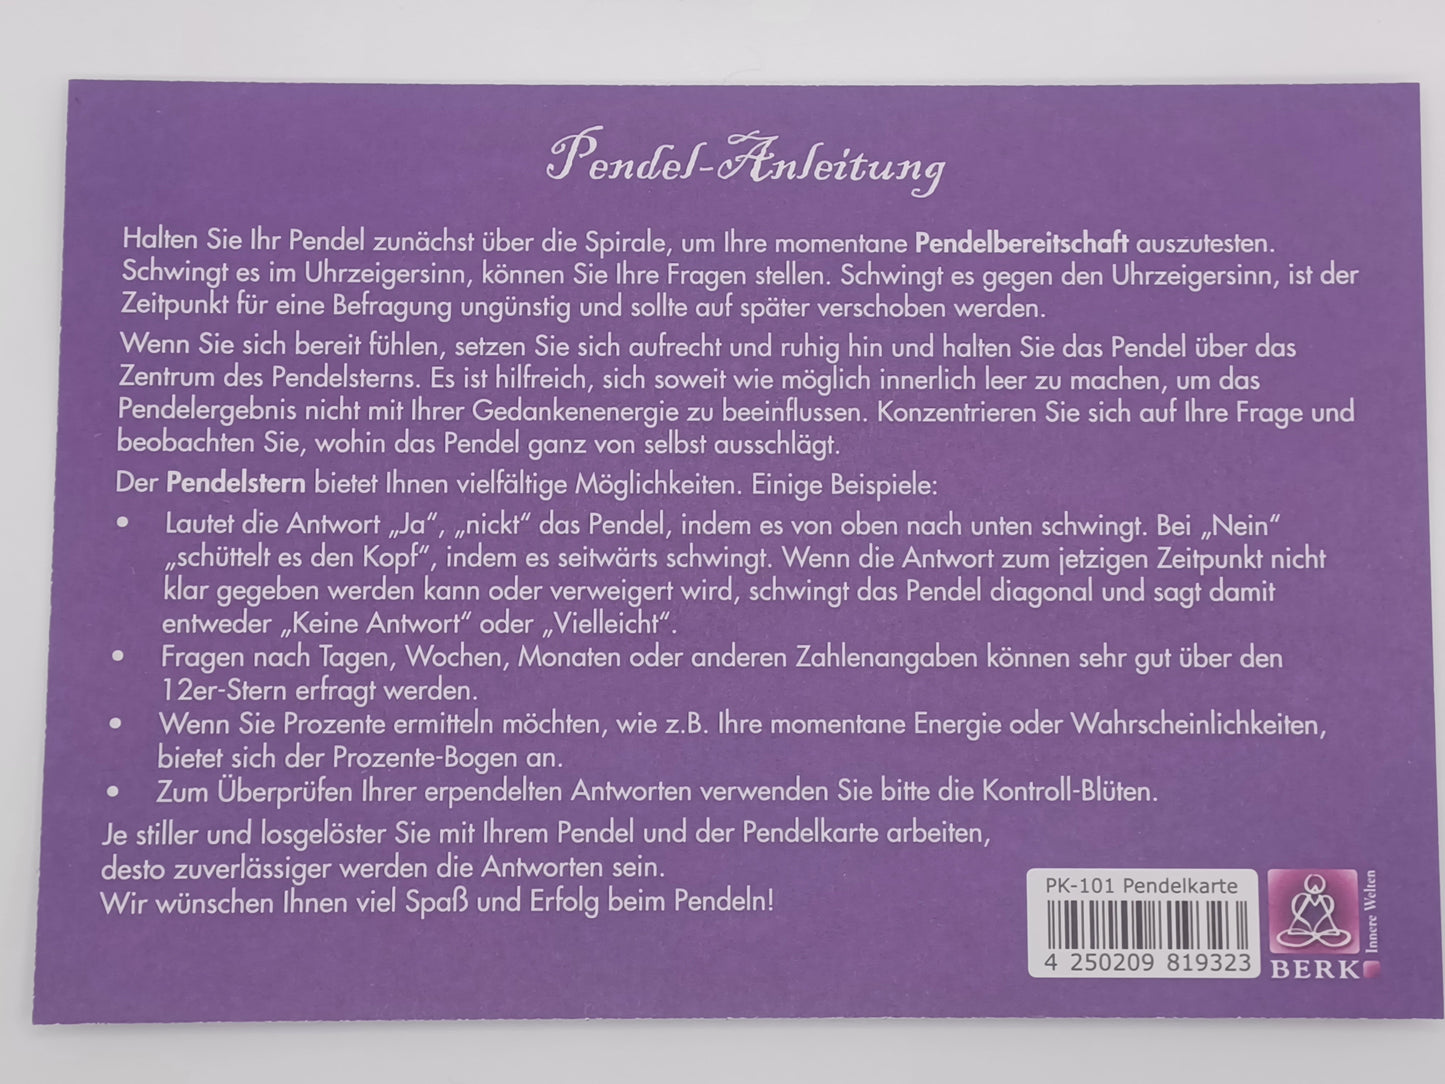 Pendel-Anleitung
Halten Sie Ihr Pendel zunächst über die Spirale, um Ihre momentane Pendelbereitschaft auszutesten.
Schwingt es im Uhrzeigersinn, können Sie Ihre Fragen stellen. Schwingt es gegen den Uhrzeigersinn, ist der
Zeitpunkt für eine Befragung ungünstig und sollte auf später verschoben werden.
Wenn Sie sich bereit fühlen, setzen Sie sich aufrecht und ruhig hin und halten Sie das Pendel über das
Zentrum des Pendelsterns. Es ist hilfreich, sich soweit wie möglich innerlich leer zu machen, um das
Pendelergebnis nicht mit Ihrer Gedankenenergie zu beeinflussen. Konzentrieren Sie sich auf Ihre Frage und
beobachten Sie, wohin das Pendel ganz von selbst ausschlägt.
Der Pendelstern bietet Ihnen vielfältige Möglichkeiten. Einige Beispiele:
• Lautet die Antwort „Ja“, „nickt“ das Pendel, indem es von oben nach unten schwingt. Bei „Nein“
„schüttelt es den Kopf“, indem es seitwärts schwingt. Wenn die Antwort zum jetzigen Zeitpunkt nicht
klar gegeben werden kann oder verweigert wird, schwingt das Pendel diagonal und sagt damit
entweder „Keine Antwort“ oder „Vielleicht“.
• Fragen nach Tagen, Wochen, Monaten oder anderen Zahlenangaben können sehr gut über den
12er-Stern erfragt werden.
• Wenn Sie Prozente ermitteln möchten, wie z.B. Ihre momentane Energie oder Wahrscheinlichkeiten,
bietet sich der Prozente-Bogen an.
• Zum Überprüfen Ihrer erpendelten Antworten verwenden Sie bitte die Kontroll-Blüten.
Je stiller und losgelöster Sie mit Ihrem Pendel und der Pendelkarte arbeiten,
desto zuverlässiger werden die Antworten sein.
Wir wünschen Ihnen viel Spaß und Erfolg beim Pendeln!
PK-101 Pendelkarte
4 250209 819323
BERK
Innere Welten